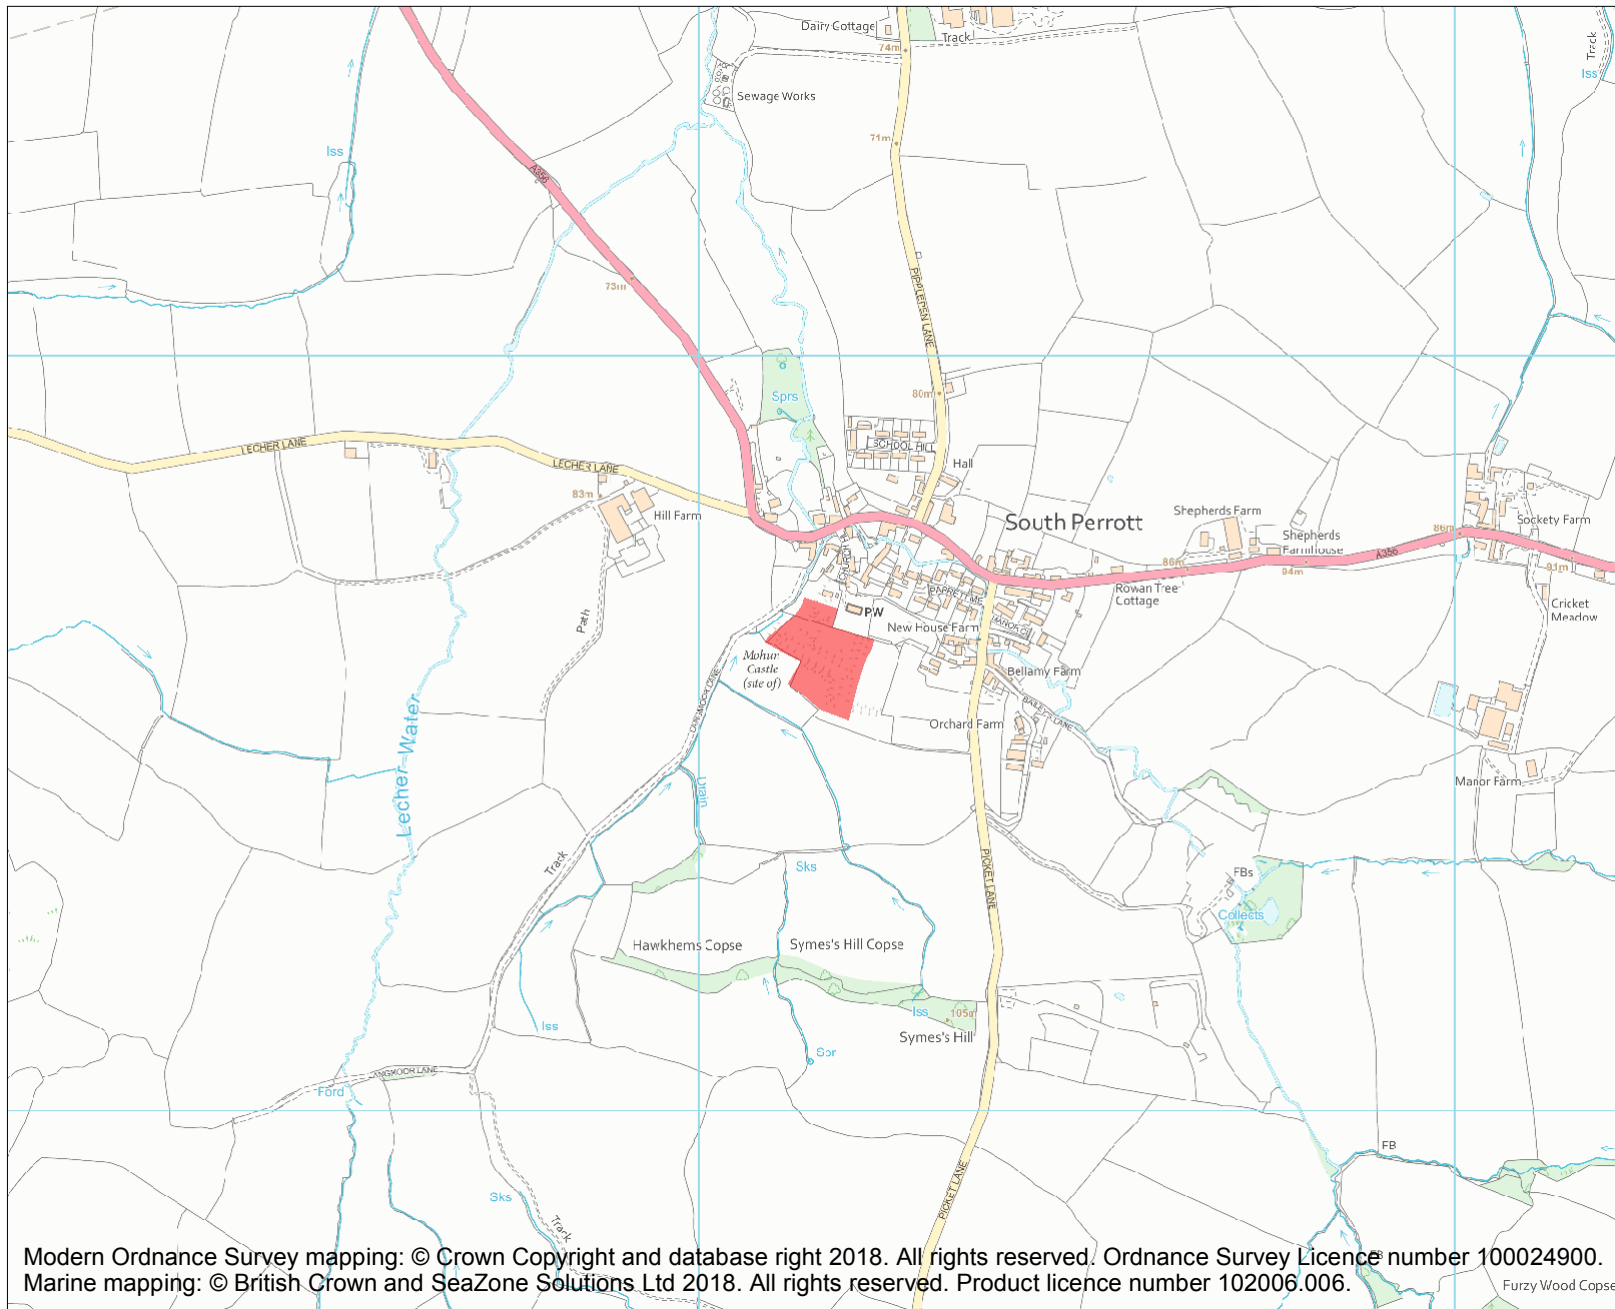 Dairy Cottage
74m
Track
Track
Iss
Sewage Works
71m
Iss
A356
73m
PIPPLEPEN LANE
80m
Sprs
SCHOOL HILL
Hall
LECHER LANE
LECHER LANE
83m
Hill Farm
South Perrott
Shepherds Farm
Shepherds
Farmhouse
86m
Sockety Farm
A356
86m
94m
91m
Rowan Tree
Cottage
Cricket
Meadow
PW
New House Farm
Path
Mohun
Castle
(site of)
Bellamy Farm
BAILEY'S LANE
Orchard Farm
Lecher Water
Drain
Manor Farm
Track
Sks
PICKET LANE
FBs
Collects
Hawkhems Copse
Symes's Hill Copse
Iss
Iss
105m
Symes's Hill
Spr
Ford
FB
Sks
PICKET LANE
Track
FB
Modern Ordnance Survey mapping: © Crown Copyright and database right 2018. All rights reserved. Ordnance Survey Licence number 100024900.
Marine mapping: © British Crown and SeaZone Solutions Ltd 2018. All rights reserved. Product licence number 102006.006.
Furzy Wood Copse